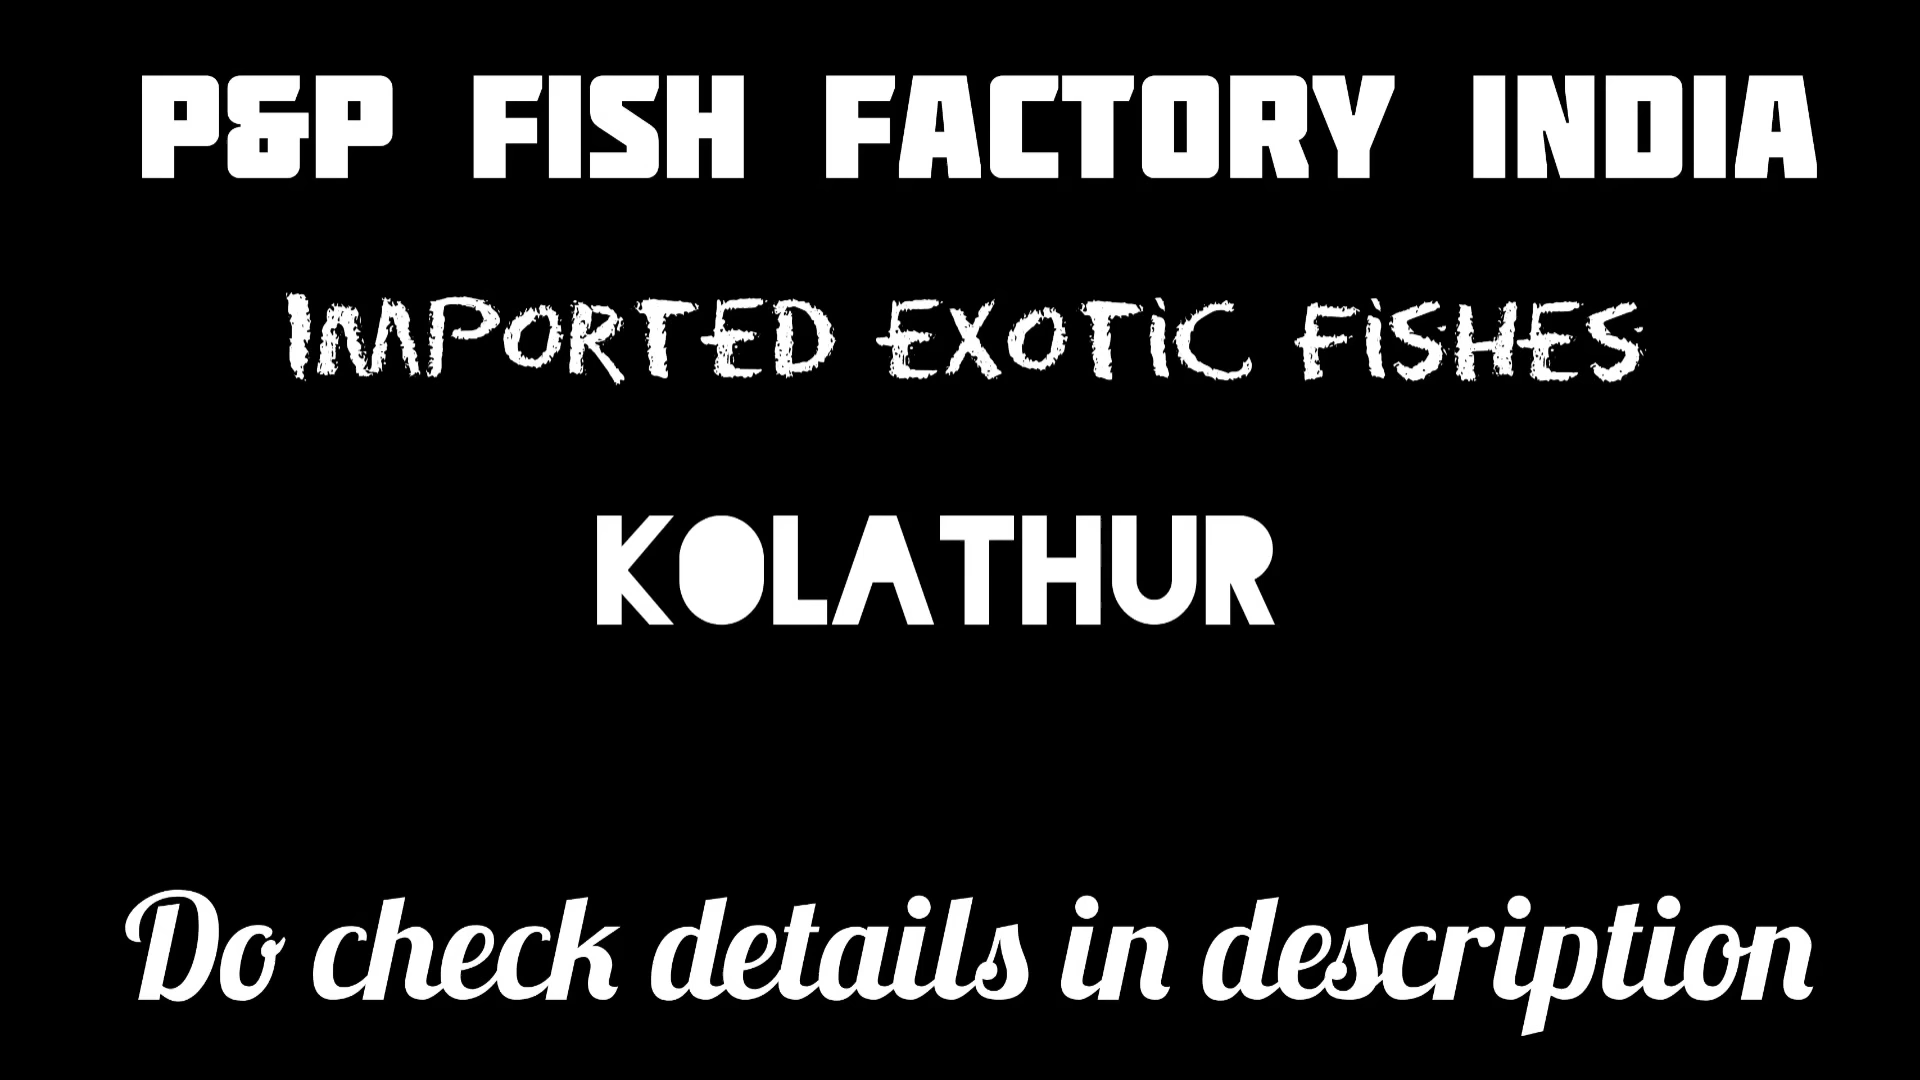 P&P FISH FACTORY INDIA
IMPORTED EXOTIC FISHES
KOLATHUR
Do check details in description